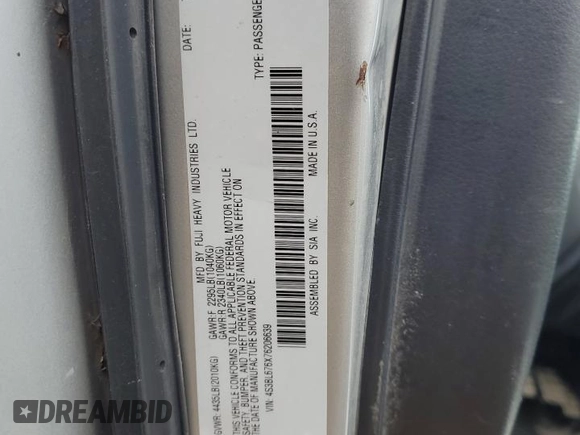 DATE:
MFD BY FUJI HEAVY INDUSTRIES LTD.
TYPE: PASSENGE
GVWR: 4435LB(2010KG)
GAWR:F 2295LB(1040KG)
GAWR:R 2340LB(1060KG)
THIS VEHICLE CONFORMS TO ALL APPLICABLE FEDERAL MOTOR VEHICLE
SAFETY, BUMPER, AND THEFT PREVENTION STANDARDS IN EFFECT ON
THE DATE OF MANUFACTURE SHOWN ABOVE.
VIN: 4S3BL676X76206639
ASSEMBLED BY SIA INC.
MADE IN U.S.A.
DREAMBID